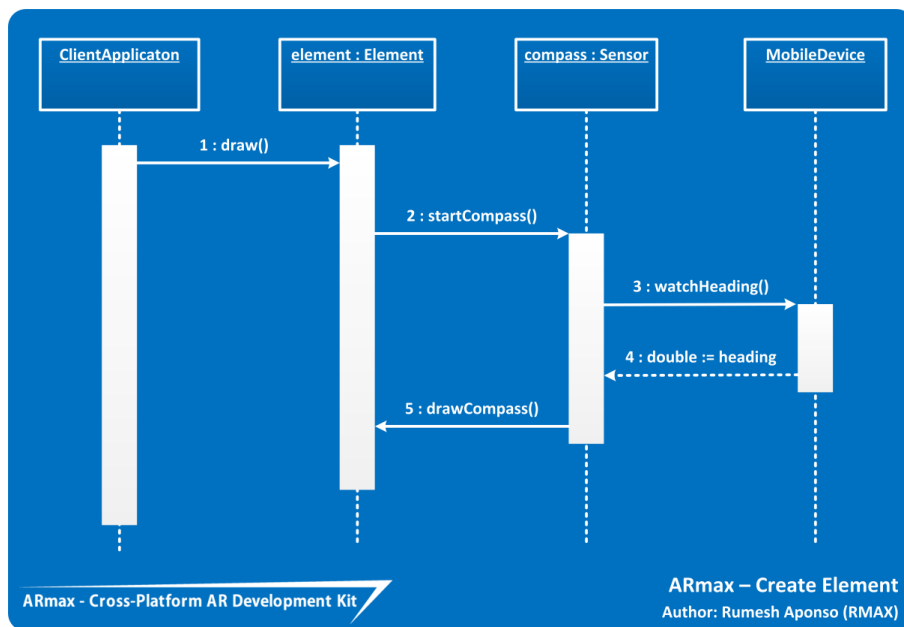 ClientApplicaton
element : Element
compass : Sensor
MobileDevice
1 : draw()
2 : startCompass()
3 : watchHeading()
4 : double := heading
5 : drawCompass()
ARmax - Cross-Platform AR Development Kit
ARmax – Create Element
Author: Rumesh Aponso (RMAX)